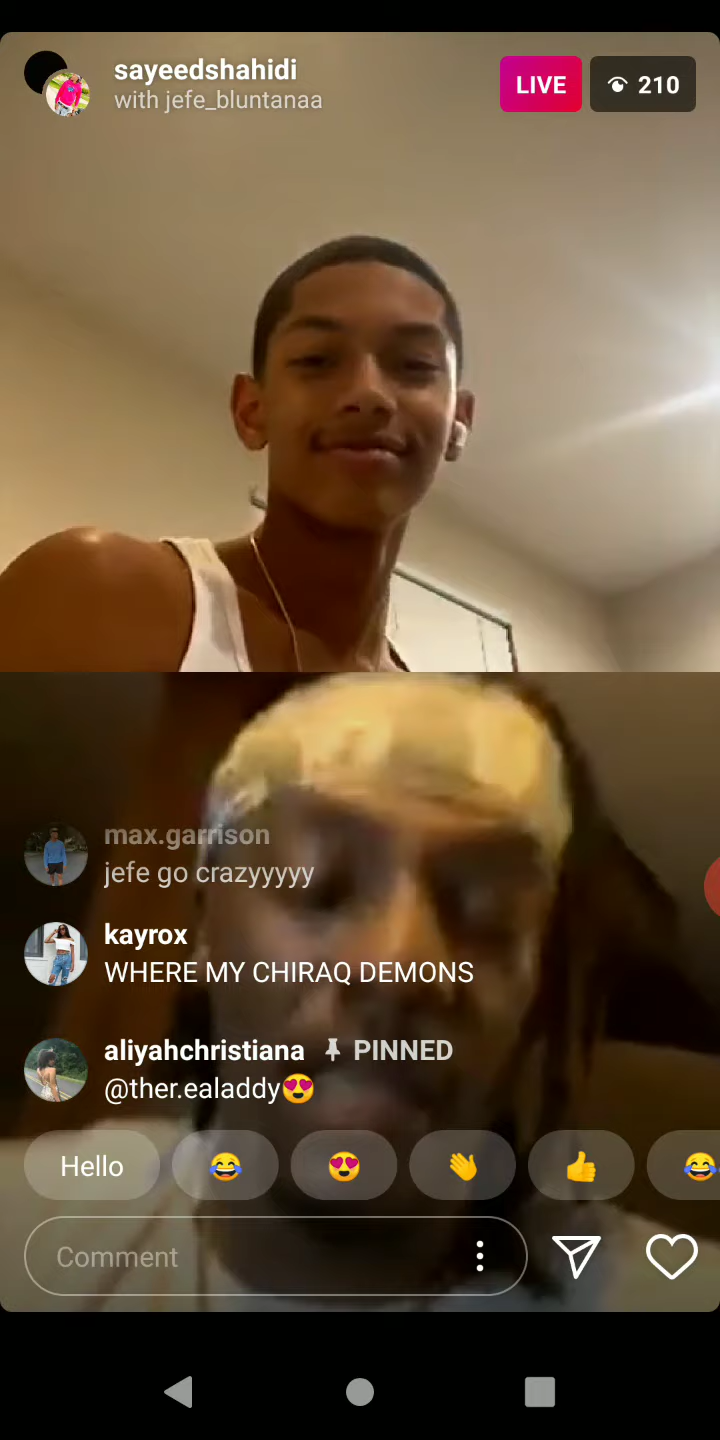 sayeedshahidi
with jefe_bluntanaa
LIVE
210
max.garrison
jefe go crazyyyyy
kayrox
WHERE MY CHIRAQ DEMONS
aliyahchristiana PINNED
@ther.ealaddy😍
Hello 😂 😍 👋 👍 😂
Comment